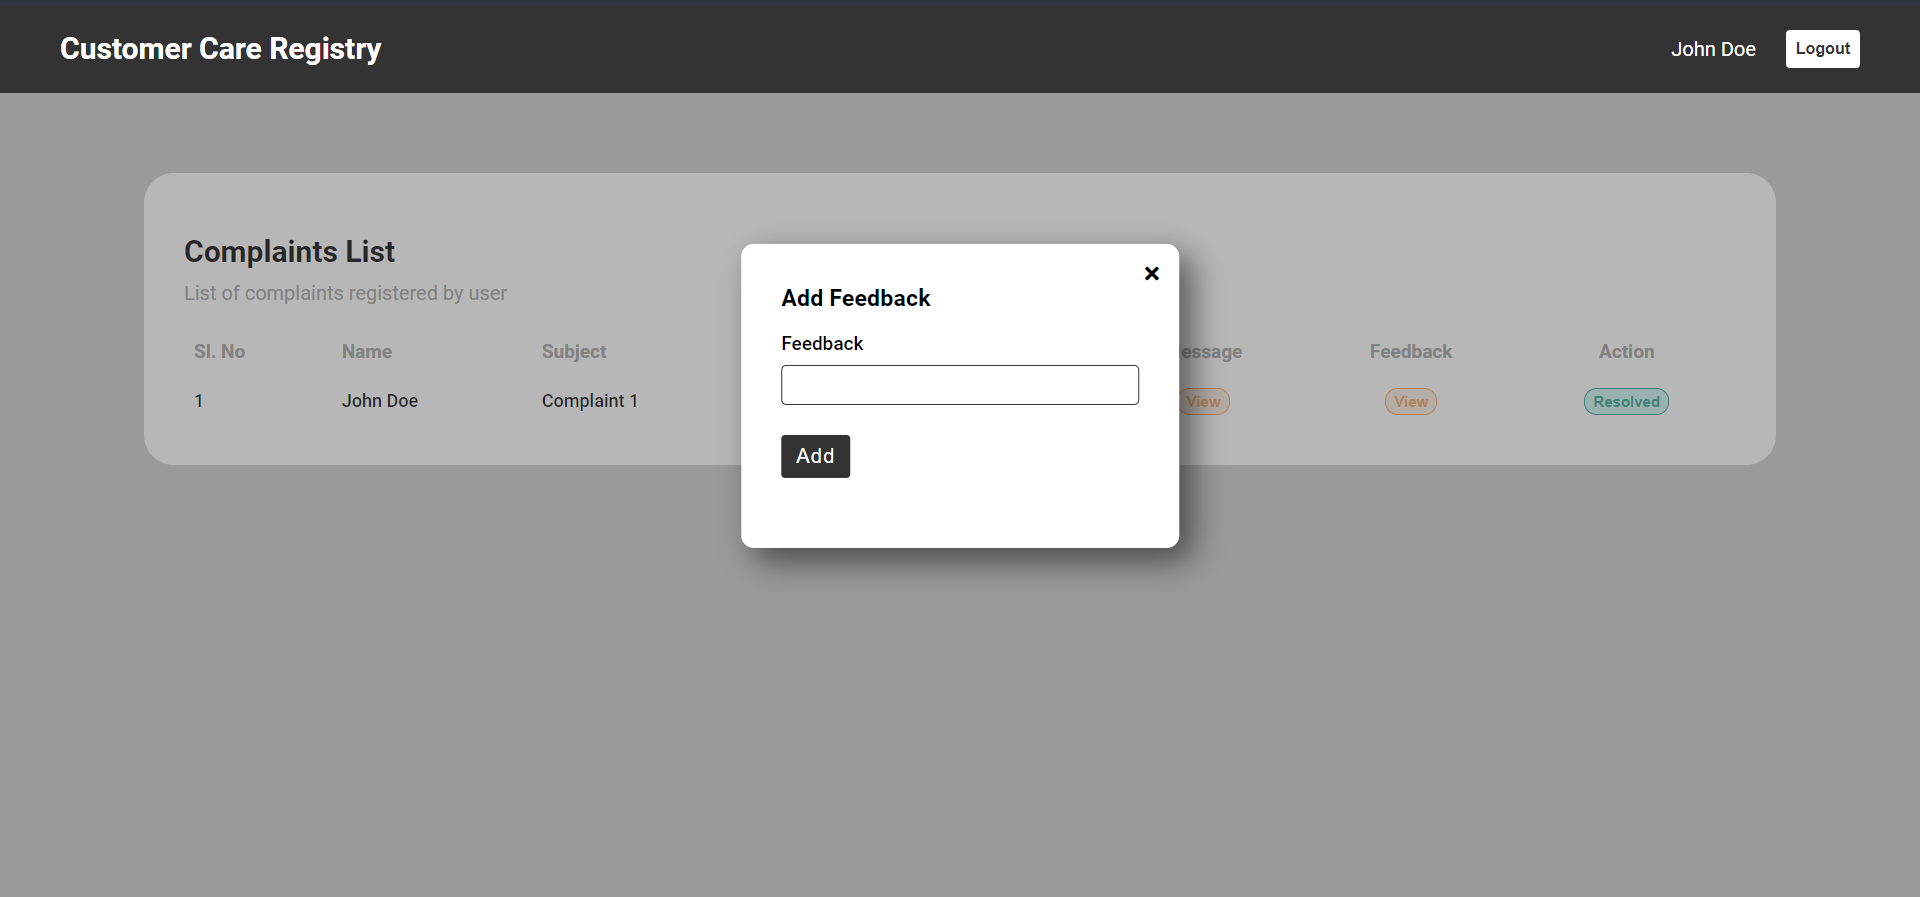 Customer Care Registry
John Doe
Logout
Complaints List
List of complaints registered by user
Sl. No Name Subject essage Feedback Action
1 John Doe Complaint 1 View View Resolved
×
Add Feedback
Feedback
Add